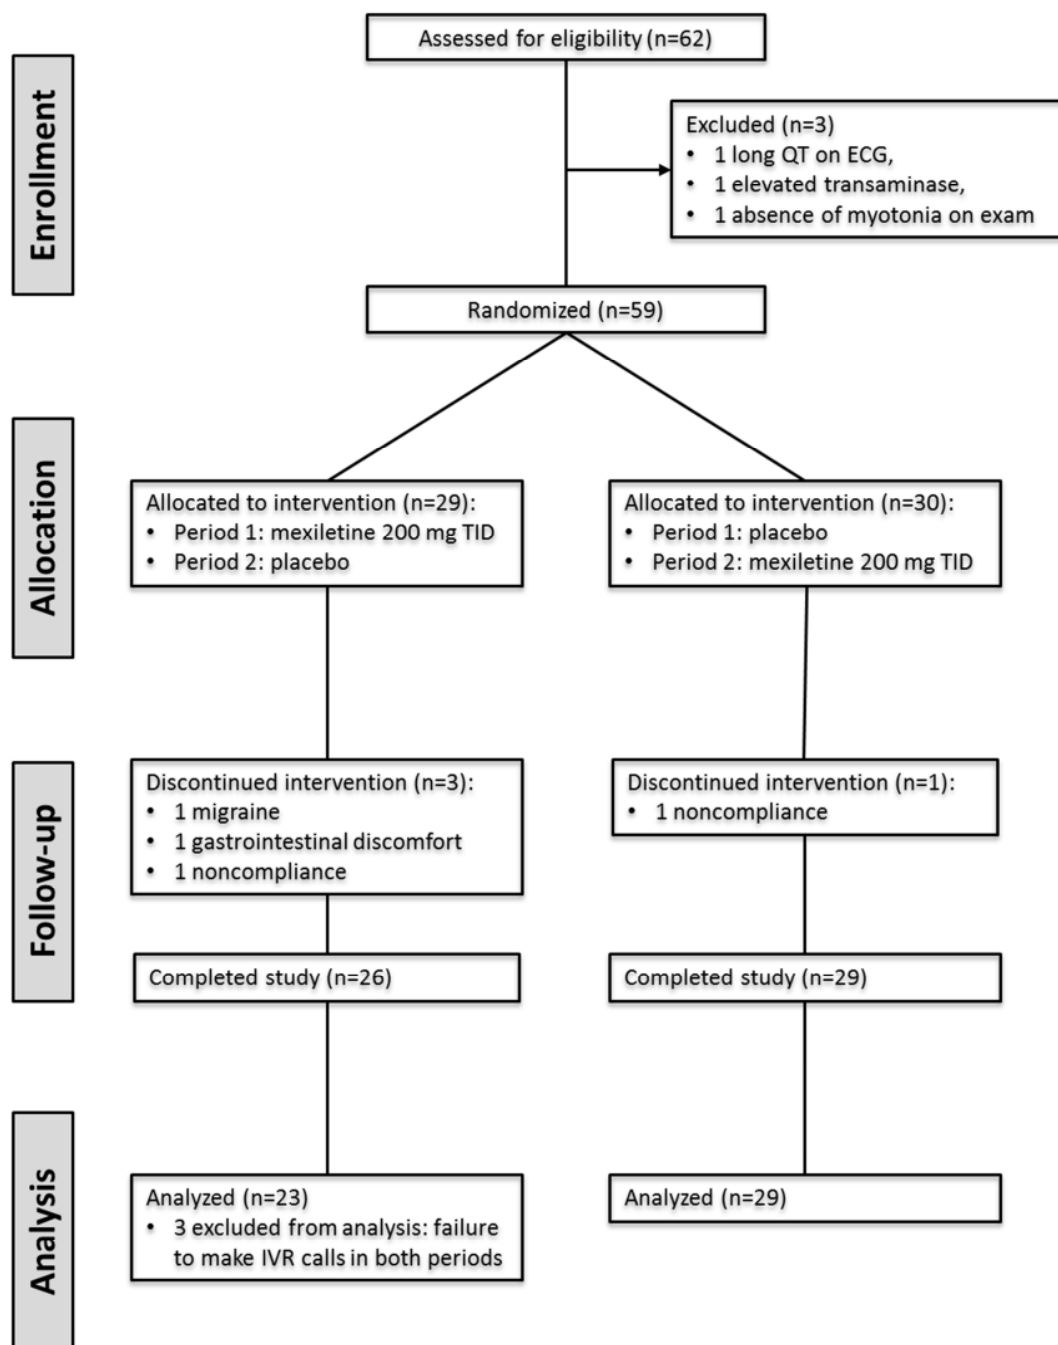 Enrollment
Assessed for eligibility (n=62)
Excluded (n=3)
• 1 long QT on ECG,
• 1 elevated transaminase,
• 1 absence of myotonia on exam
Randomized (n=59)
Allocation
Allocated to intervention (n=29):
• Period 1: mexiletine 200 mg TID
• Period 2: placebo
Allocated to intervention (n=30):
• Period 1: placebo
• Period 2: mexiletine 200 mg TID
Follow-up
Discontinued intervention (n=3):
• 1 migraine
• 1 gastrointestinal discomfort
• 1 noncompliance
Discontinued intervention (n=1):
• 1 noncompliance
Completed study (n=26)
Completed study (n=29)
Analysis
Analyzed (n=23)
• 3 excluded from analysis: failure
to make IVR calls in both periods
Analyzed (n=29)